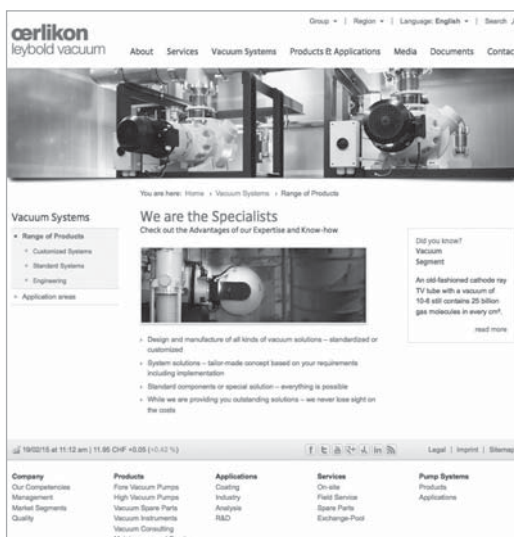 Group | Region | Language: English | Search
œrlikon
leybold vacuum
About Services Vacuum Systems Products & Applications Media Documents Contac
You are here: Home › Vacuum Systems › Range of Products
Vacuum Systems
Range of Products
Customized Systems
Standard Systems
Engineering
Application areas
We are the Specialists
Check out the Advantages of our Expertise and Know-how
› Design and manufacture of all kinds of vacuum solutions – standardized or
customized
› System solutions – tailor-made concept based on your requirements
including implementation
› Standard components or special solution – everything is possible
› While we are providing you outstanding solutions – we never lose sight on
the costs
Did you know?
Vacuum
Segment
An old-fashioned cathode ray
TV tube with a vacuum of
10-8 still contains 25 billion
gas molecules in every cm³.
read more
19/02/15 at 11:12 am | 11.95 CHF +0.05 (+0.42 %)
Legal | Imprint | Sitemap
Company
Our Competencies
Management
Market Segments
Quality
Products
Fore Vacuum Pumps
High Vacuum Pumps
Vacuum Spare Parts
Vacuum Instruments
Vacuum Consulting
Applications
Coating
Industry
Analysis
R&D
Services
On-site
Field Service
Spare Parts
Exchange-Pool
Pump Systems
Products
Applications